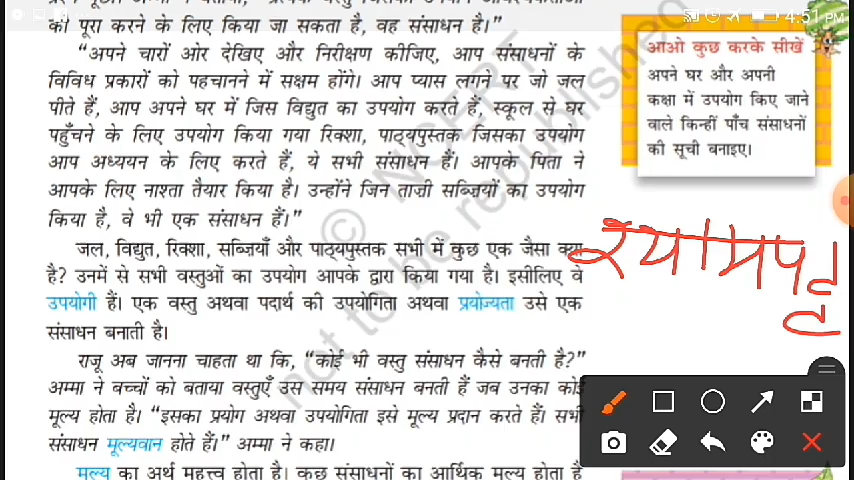 4:51 PM
को पूरा करने के लिए किया जा सकता है, वह संसाधन है।"
"अपने चारों ओर देखिए और निरीक्षण कीजिए, आप संसाधनों के
विविध प्रकारों को पहचानने में सक्षम होंगे। आप प्यास लगने पर जो जल
पीते हैं, आप अपने घर में जिस विद्युत का उपयोग करते हैं, स्कूल से घर
पहुँचने के लिए उपयोग किया गया रिक्शा, पाठ्यपुस्तक जिसका उपयोग
आप अध्ययन के लिए करते हैं, ये सभी संसाधन हैं। आपके पिता ने
आपके लिए नाश्ता तैयार किया है। उन्होंने जिन ताज़ी सब्ज़ियों का उपयोग
किया है, वे भी एक संसाधन हैं।"
जल, विद्युत, रिक्शा, सब्ज़ियाँ और पाठ्यपुस्तक सभी में कुछ एक जैसा क्या
है? उनमें से सभी वस्तुओं का उपयोग आपके द्वारा किया गया है। इसीलिए वे
उपयोगी हैं। एक वस्तु अथवा पदार्थ की उपयोगिता अथवा प्रयोज्यता उसे एक
संसाधन बनाती है।
राजू अब जानना चाहता था कि, "कोई भी वस्तु संसाधन कैसे बनती है?"
अम्मा ने बच्चों को बताया वस्तुएँ उस समय संसाधन बनती हैं जब उनका कोई
मूल्य होता है। "इसका प्रयोग अथवा उपयोगिता इसे मूल्य प्रदान करते हैं। सभी
संसाधन मूल्यवान होते हैं।" अम्मा ने कहा।
मूल्य का अर्थ महत्त्व होता है। कुछ संसाधनों का आर्थिक मूल्य होता है
आओ कुछ करके सीखें
अपने घर और अपनी
कक्षा में उपयोग किए जाने
वाले किन्हीं पाँच संसाधनों
की सूची बनाइए।
© NCERT
not to be republished